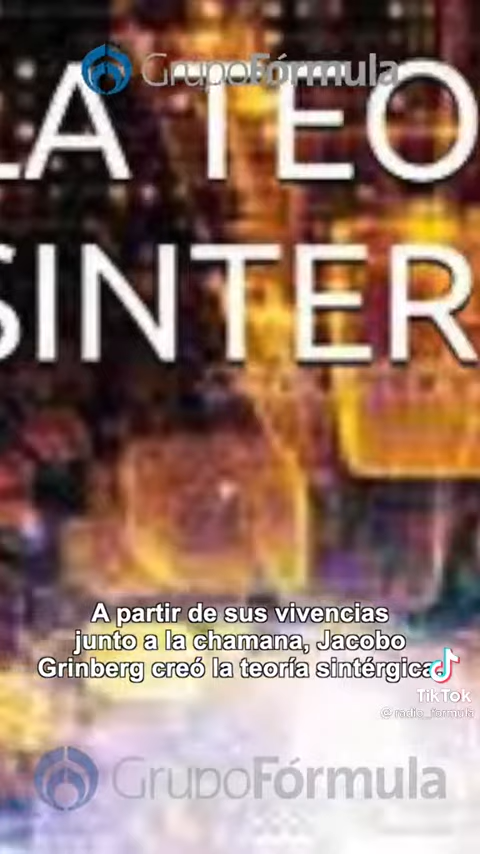 GrupoFórmula
LA TEO
SINTER
A partir de sus vivencias
junto a la chamana, Jacobo
Grinberg creó la teoría sintérgica
TikTok
@radio_formula
GrupoFórmula